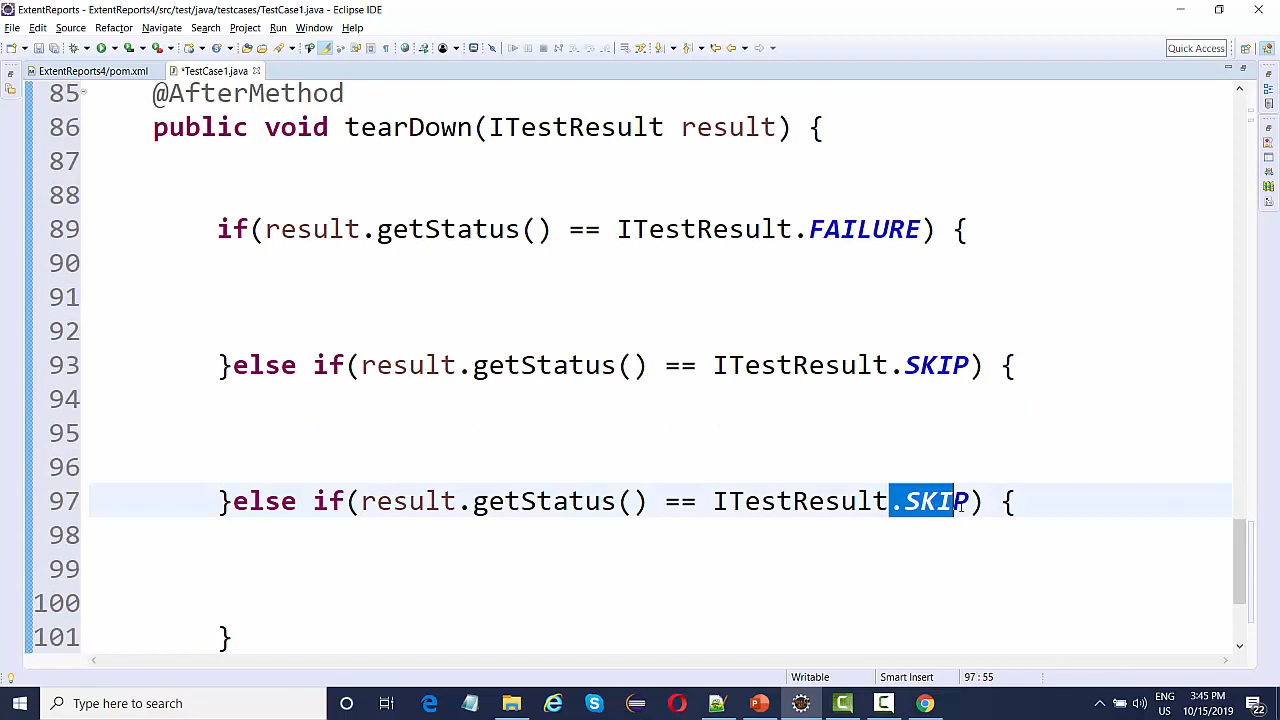 ExtentReports4/src/test/java/testcases/TestCase1.java - Eclipse IDE
File Edit Source Refactor Navigate Search Project Run Window Help
Quick Access
ExtentReports4/pom.xml *TestCase1.java
85 @AfterMethod
86 public void tearDown(ITestResult result) {
87
88
89 if(result.getStatus() == ITestResult.FAILURE) {
90
91
92
93 }else if(result.getStatus() == ITestResult.SKIP) {
94
95
96
97 }else if(result.getStatus() == ITestResult.SKIP) {
98
99
100
101 }
Writable Smart Insert 97 : 55
Type here to search
ENG 3:45 PM
US 10/15/2019 22